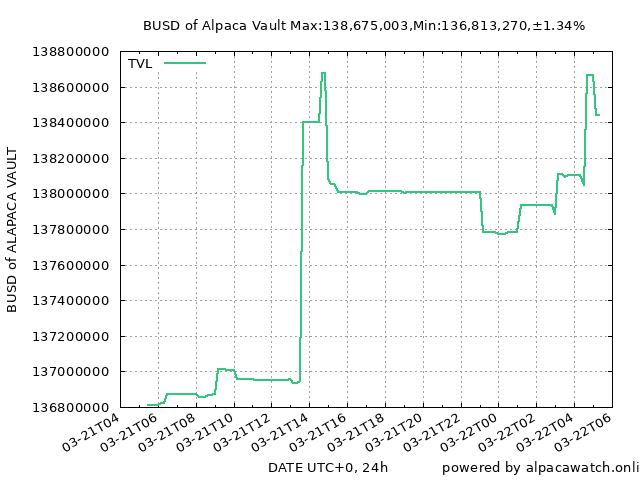 BUSD of Alpaca Vault Max:138,675,003,Min:136,813,270,±1.34%
TVL
138800000
138600000
138400000
138200000
138000000
137800000
137600000
137400000
137200000
137000000
136800000
BUSD of ALAPACA VAULT
03-21T04
03-21T06
03-21T08
03-21T10
03-21T12
03-21T14
03-21T16
03-21T18
03-21T20
03-21T22
03-22T00
03-22T02
03-22T04
03-22T06
DATE UTC+0, 24h
powered by alpacawatch.onli